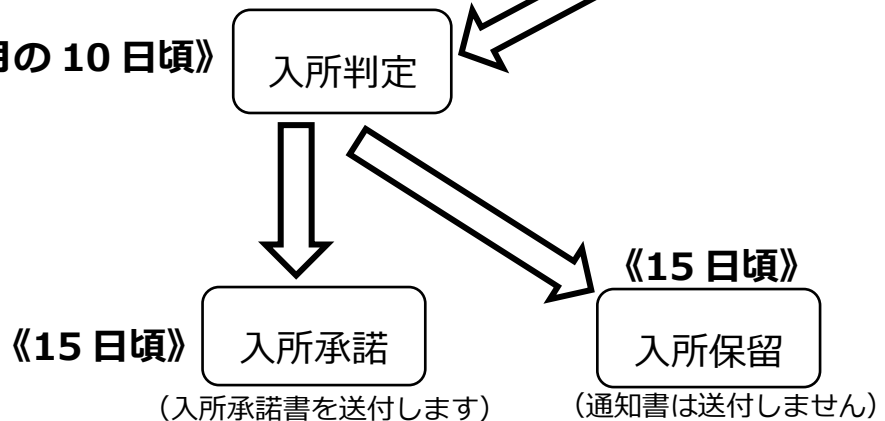 月の 10 日頃》
入所判定
《15 日頃》
《15 日頃》
入所承諾
入所保留
（入所承諾書を送付します）
（通知書は送付しません）